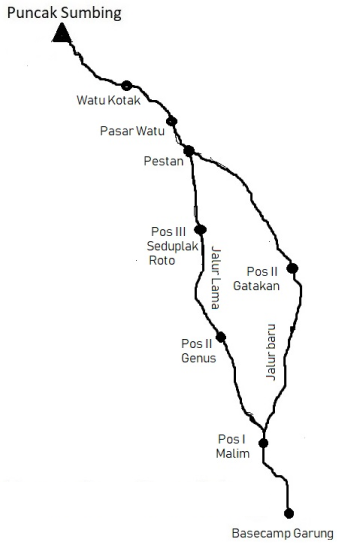 Puncak Sumbing
Watu Kotak
Pasar Watu
Pestan
Pos III
Seduplak
Roto
Jalur Lama
Pos II
Gatakan
Pos II
Genus
Jalur baru
Pos I
Malim
Basecamp Garung